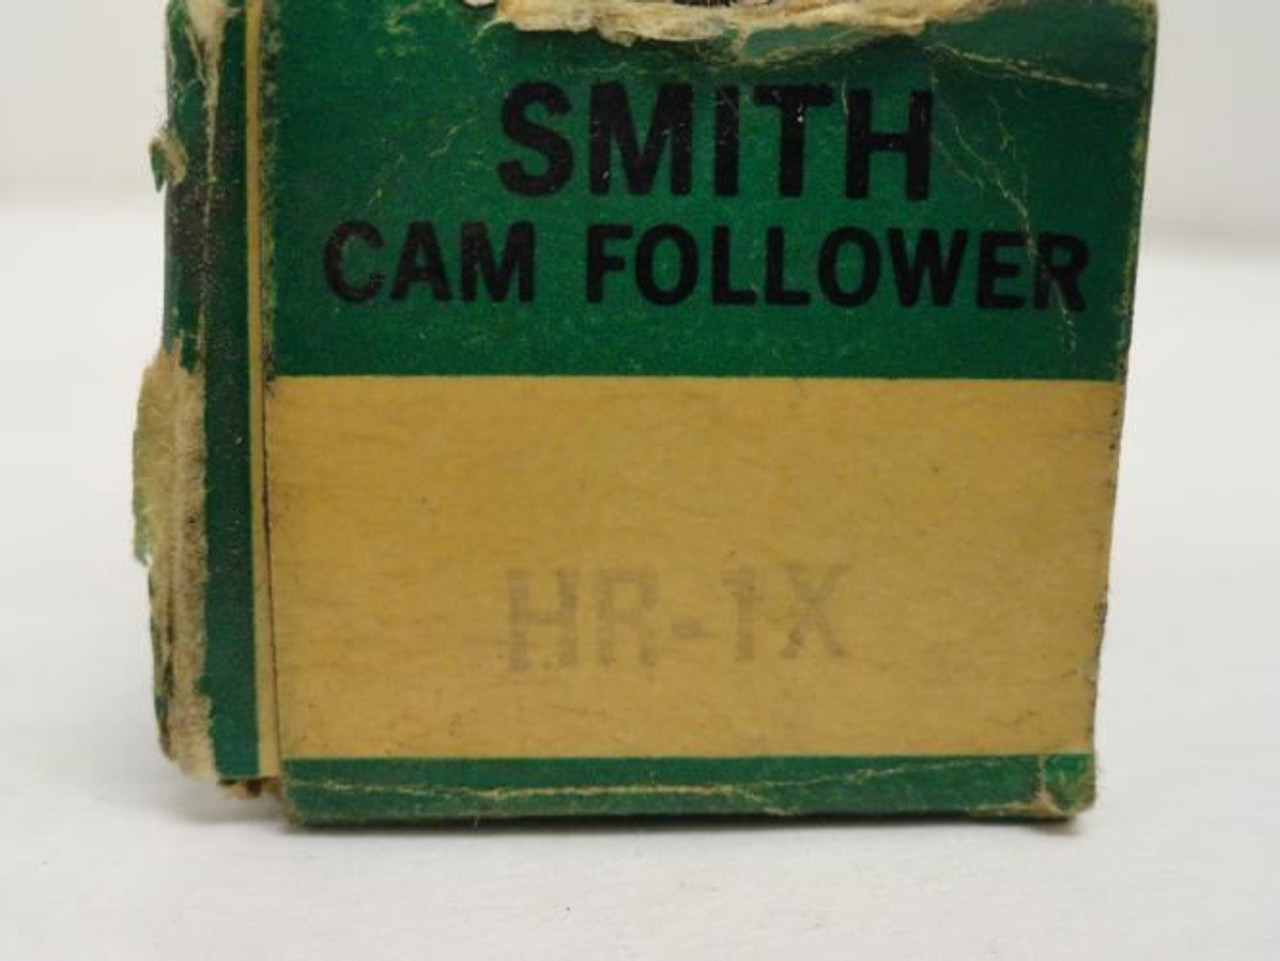 SMITH
CAM FOLLOWER
HR-1X